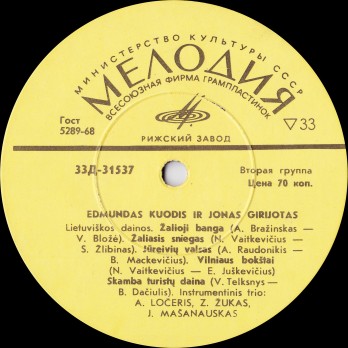 МИНИСТЕРСТВО КУЛЬТУРЫ СССР
МЕЛОДИЯ
ВСЕСОЮЗНАЯ ФИРМА ГРАМПЛАСТИНОК
Гост
5289-68
РИЖСКИЙ ЗАВОД
▽33
33Д-31537
Вторая группа
Цена 70 коп.
EDMUNDAS KUODIS IR JONAS GIRIJOTAS
Lietuviškos dainos. Žalioji banga (A. Bražinskas —
V. Bložė). Žaliasis sniegas (N. Vaitkevičius —
S. Žlibinas). Jūreivių valsas (A. Raudonikis —
B. Mackevičius). Vilniaus bokštai
(N. Vaitkevičius — E. Juškevičius)
Skamba turistų daina (V. Telksnys —
B. Dačiulis). Instrumentinis trio:
A. LOČERIS, Z. ŽUKAS,
J. MAŠANAUSKAS